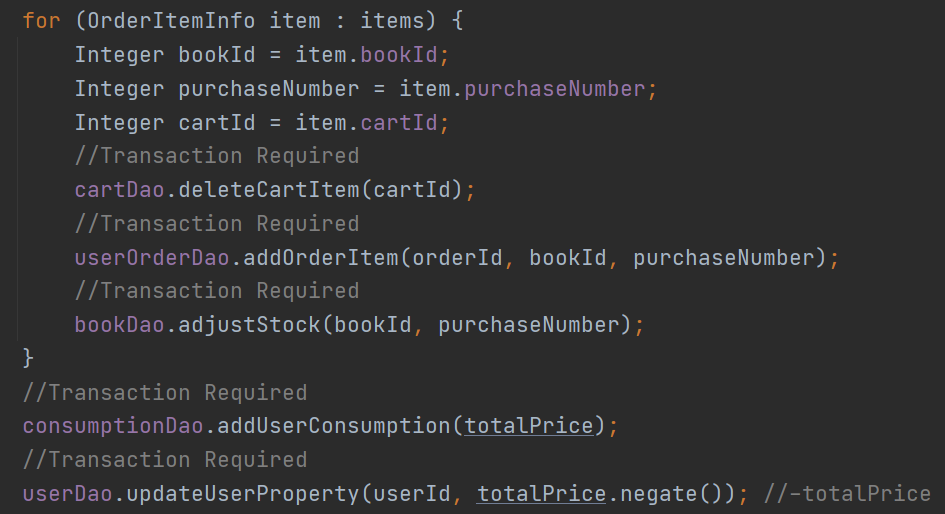 for (OrderItemInfo item : items) {
    Integer bookId = item.bookId;
    Integer purchaseNumber = item.purchaseNumber;
    Integer cartId = item.cartId;
    //Transaction Required
    cartDao.deleteCartItem(cartId);
    //Transaction Required
    userOrderDao.addOrderItem(orderId, bookId, purchaseNumber);
    //Transaction Required
    bookDao.adjustStock(bookId, purchaseNumber);
}
//Transaction Required
consumptionDao.addUserConsumption(totalPrice);
//Transaction Required
userDao.updateUserProperty(userId, totalPrice.negate()); //-totalPrice